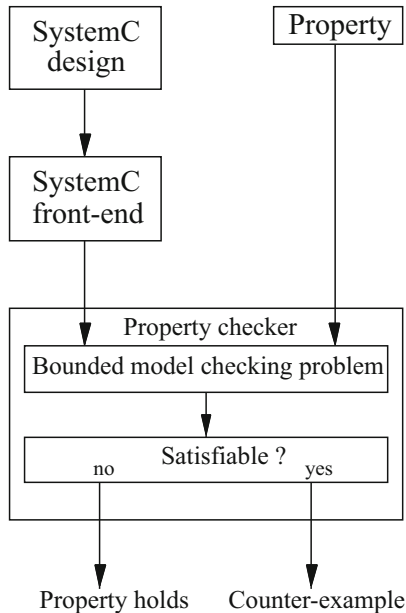 SystemC
design
Property
SystemC
front-end
Property checker
Bounded model checking problem
Satisfiable ?
no
yes
Property holds
Counter-example